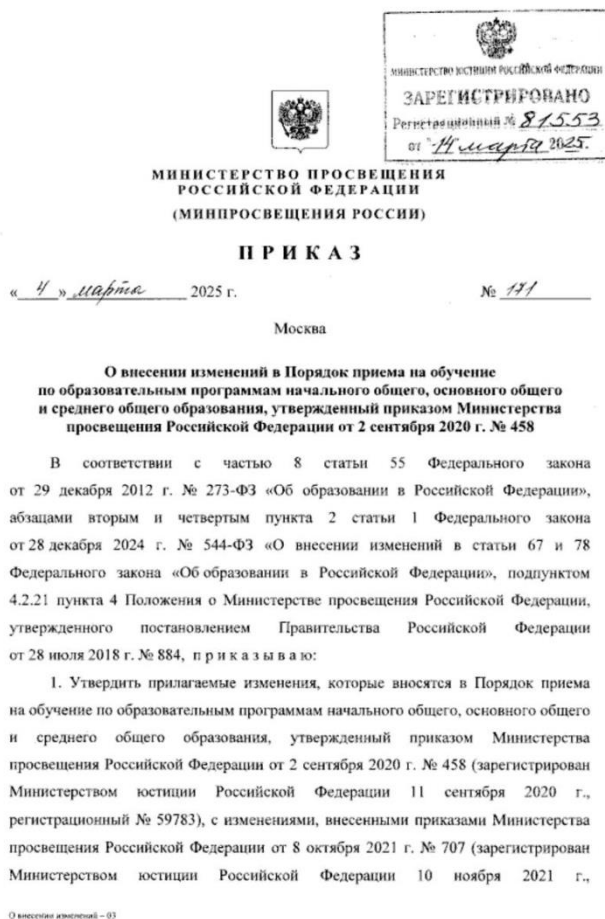 МИНИСТЕРСТВО ЮСТИЦИИ РОССИЙСКОЙ ФЕДЕРАЦИИ
ЗАРЕГИСТРИРОВАНО
Регистрационный № 81553
от "14 марта 2025.
МИНИСТЕРСТВО ПРОСВЕЩЕНИЯ
РОССИЙСКОЙ ФЕДЕРАЦИИ
(МИНПРОСВЕЩЕНИЯ РОССИИ)
ПРИКАЗ
« 4 » марта 2025 г. № 171
Москва
О внесении изменений в Порядок приема на обучение
по образовательным программам начального общего, основного общего
и среднего общего образования, утвержденный приказом Министерства
просвещения Российской Федерации от 2 сентября 2020 г. № 458
В соответствии с частью 8 статьи 55 Федерального закона
от 29 декабря 2012 г. № 273-ФЗ «Об образовании в Российской Федерации»,
абзацами вторым и четвертым пункта 2 статьи 1 Федерального закона
от 28 декабря 2024 г. № 544-ФЗ «О внесении изменений в статьи 67 и 78
Федерального закона «Об образовании в Российской Федерации», подпунктом
4.2.21 пункта 4 Положения о Министерстве просвещения Российской Федерации,
утвержденного постановлением Правительства Российской Федерации
от 28 июля 2018 г. № 884, приказываю:
1. Утвердить прилагаемые изменения, которые вносятся в Порядок приема
на обучение по образовательным программам начального общего, основного общего
и среднего общего образования, утвержденный приказом Министерства
просвещения Российской Федерации от 2 сентября 2020 г. № 458 (зарегистрирован
Министерством юстиции Российской Федерации 11 сентября 2020 г.,
регистрационный № 59783), с изменениями, внесенными приказами Министерства
просвещения Российской Федерации от 8 октября 2021 г. № 707 (зарегистрирован
Министерством юстиции Российской Федерации 10 ноября 2021 г.,
О внесении изменений – 03